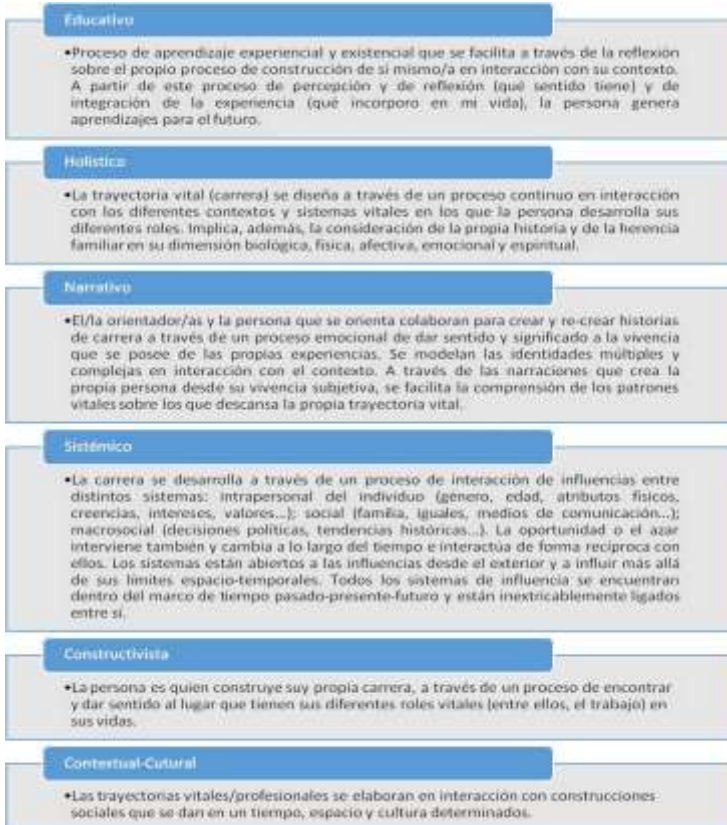 Educativo
•Proceso de aprendizaje experiencial y existencial que se facilita a través de la reflexión
sobre el propio proceso de construcción de sí mismo/a en interacción con su contexto.
A partir de este proceso de percepción y de reflexión (qué sentido tiene) y de
integración de la experiencia (qué incorporo en mi vida), la persona genera
aprendizajes para el futuro.
Holístico
•La trayectoria vital (carrera) se diseña a través de un proceso continuo en interacción
con los diferentes contextos y sistemas vitales en los que la persona desarrolla sus
diferentes roles. Implica, además, la consideración de la propia historia y de la herencia
familiar en su dimensión biológica, física, afectiva, emocional y espiritual.
Narrativo
•El/la orientador/as y la persona que se orienta colaboran para crear y re-crear historias
de carrera a través de un proceso emocional de dar sentido y significado a la vivencia
que se posee de las propias experiencias. Se modelan las identidades múltiples y
complejas en interacción con el contexto. A través de las narraciones que crea la
propia persona desde su vivencia subjetiva, se facilita la comprensión de los patrones
vitales sobre los que descansa la propia trayectoria vital.
Sistémico
•La carrera se desarrolla a través de un proceso de interacción de influencias entre
distintos sistemas: intrapersonal del individuo (género, edad, atributos físicos,
creencias, intereses, valores...); social (familia, iguales, medios de comunicación...);
macrosocial (decisiones políticas, tendencias históricas...). La oportunidad o el azar
interviene también y cambia a lo largo del tiempo e interactúa de forma recíproca con
ellos. Los sistemas están abiertos a las influencias desde el exterior y a influir más allá
de sus límites espacio-temporales. Todos los sistemas de influencia se encuentran
dentro del marco de tiempo pasado-presente-futuro y están inextricablemente ligados
entre sí.
Constructivista
•La persona es quien construye suy propia carrera, a través de un proceso de encontrar
y dar sentido al lugar que tienen sus diferentes roles vitales (entre ellos, el trabajo) en
sus vidas.
Contextual-Cutural
•Las trayectorias vitales/profesionales se elaboran en interacción con construcciones
sociales que se dan en un tiempo, espacio y cultura determinados.